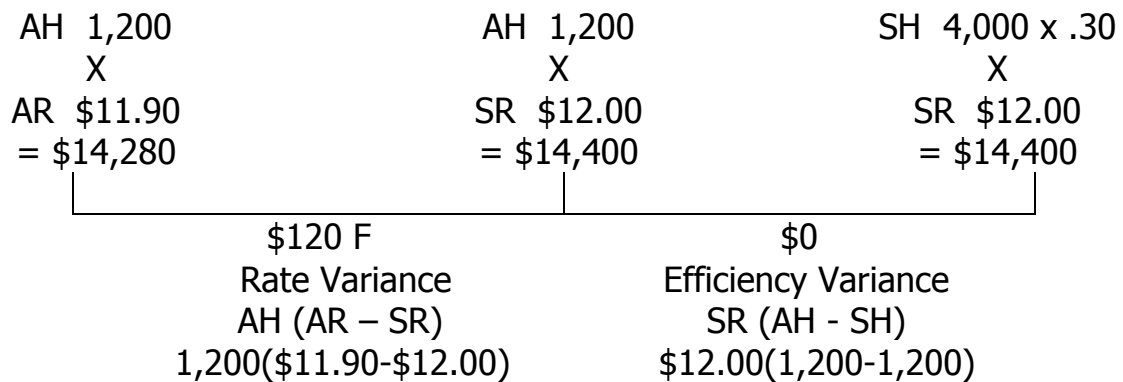 AH 1,200 AH 1,200 SH 4,000 x .30
X X X
AR $11.90 SR $12.00 SR $12.00
= $14,280 = $14,400 = $14,400
$120 F $0
Rate Variance Efficiency Variance
AH (AR – SR) SR (AH - SH)
1,200($11.90-$12.00) $12.00(1,200-1,200)